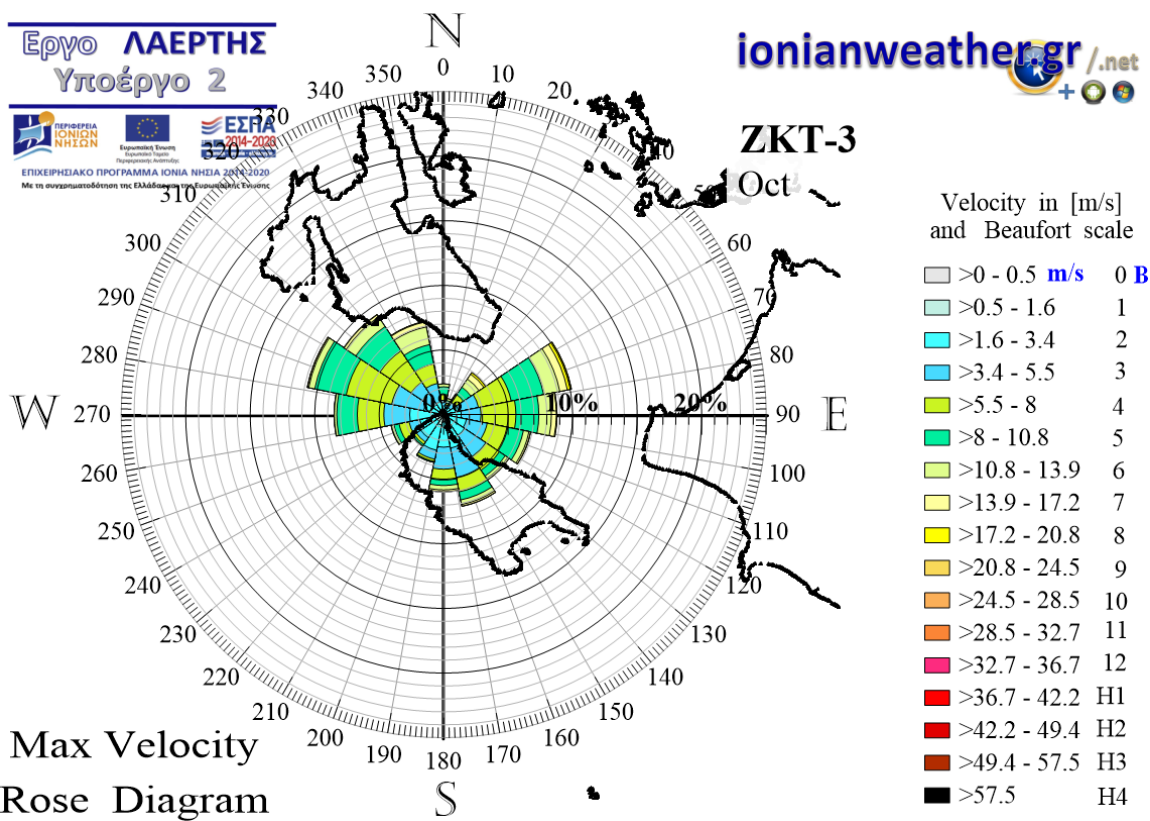 Εργο ΛΑΕΡΤΗΣ
Υποέργο 2
ΠΕΡΙΦΕΡΕΙΑ
ΙΟΝΙΩΝ
ΝΗΣΩΝ
Ευρωπαϊκή Ένωση
Ευρωπαϊκό Ταμείο
Περιφερειακής Ανάπτυξης
ΕΣΠΑ
2014-2020
ΕΠΙΧΕΙΡΗΣΙΑΚΟ ΠΡΟΓΡΑΜΜΑ ΙΟΝΙΑ ΝΗΣΙΑ 2014-2020
Με τη συγχρηματοδότηση της Ελλάδας και της Ευρωπαϊκής Ένωσης
ionianweather.gr /.net
+
ZKT-3
Oct
N
0
10
20
40
50
60
70
80
90
E
100
110
120
130
140
150
160
170
180
S
190
200
210
220
230
240
250
260
270
W
280
290
300
310
320
330
340
350
0%
10%
20%
Velocity in [m/s]
and Beaufort scale
>0 - 0.5 m/s 0 B
>0.5 - 1.6 1
>1.6 - 3.4 2
>3.4 - 5.5 3
>5.5 - 8 4
>8 - 10.8 5
>10.8 - 13.9 6
>13.9 - 17.2 7
>17.2 - 20.8 8
>20.8 - 24.5 9
>24.5 - 28.5 10
>28.5 - 32.7 11
>32.7 - 36.7 12
>36.7 - 42.2 H1
>42.2 - 49.4 H2
>49.4 - 57.5 H3
>57.5 H4
Max Velocity
Rose Diagram